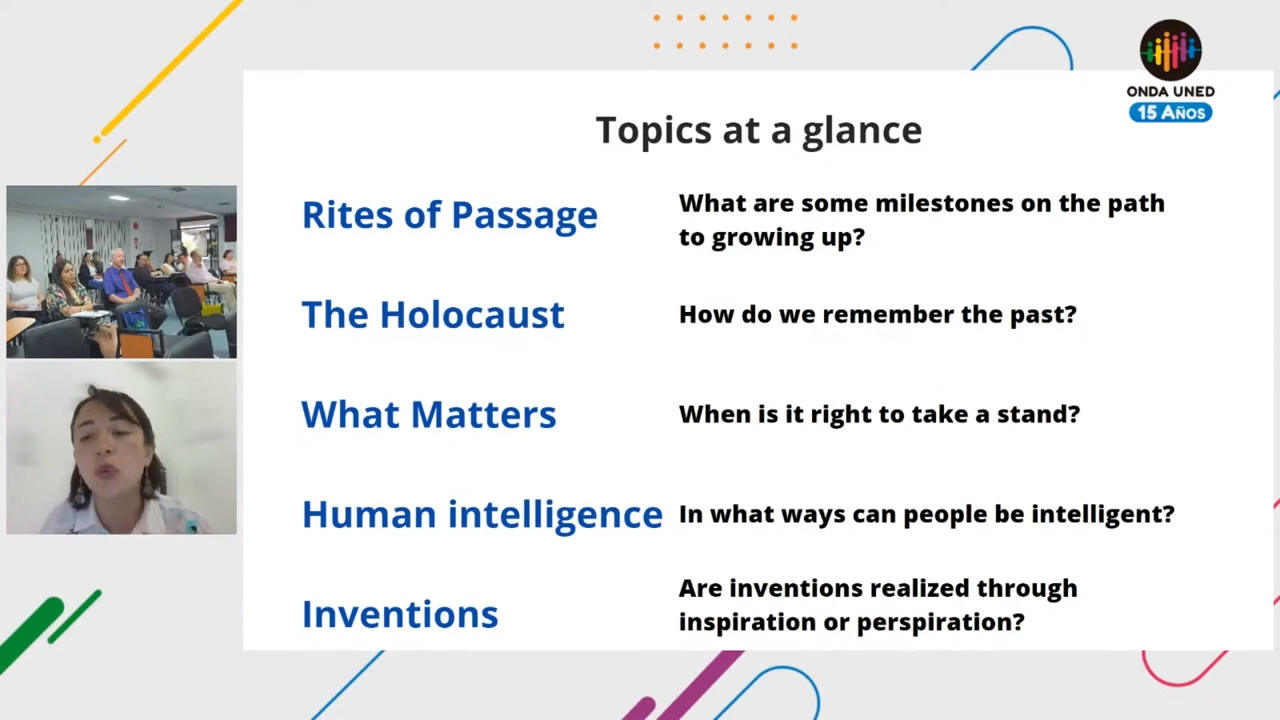 ONDA UNED
15 AÑOS
Topics at a glance
Rites of Passage
What are some milestones on the path
to growing up?
The Holocaust
How do we remember the past?
What Matters
When is it right to take a stand?
Human intelligence
In what ways can people be intelligent?
Inventions
Are inventions realized through
inspiration or perspiration?